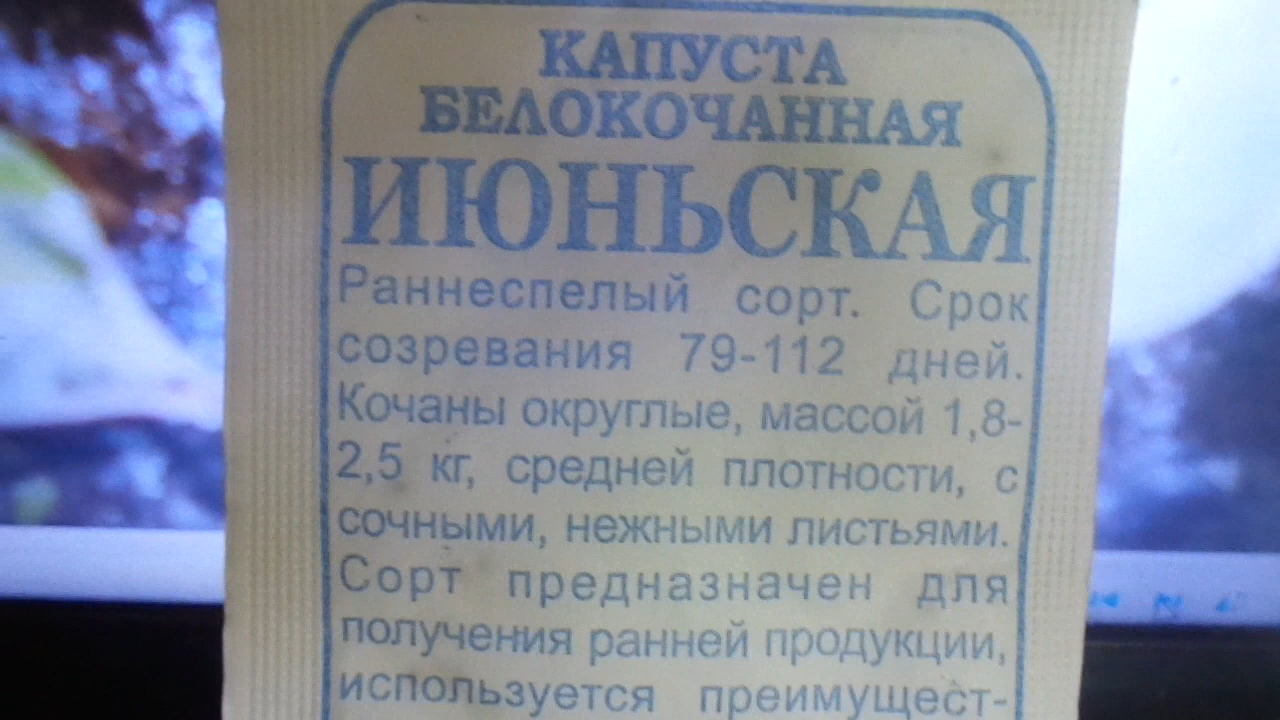 КАПУСТА
БЕЛОКОЧАННАЯ
ИЮНЬСКАЯ
Раннеспелый сорт. Срок
созревания 79-112 дней.
Кочаны округлые, массой 1,8-
2,5 кг, средней плотности, с
сочными, нежными листьями.
Сорт предназначен для
получения ранней продукции,
используется преимущест-